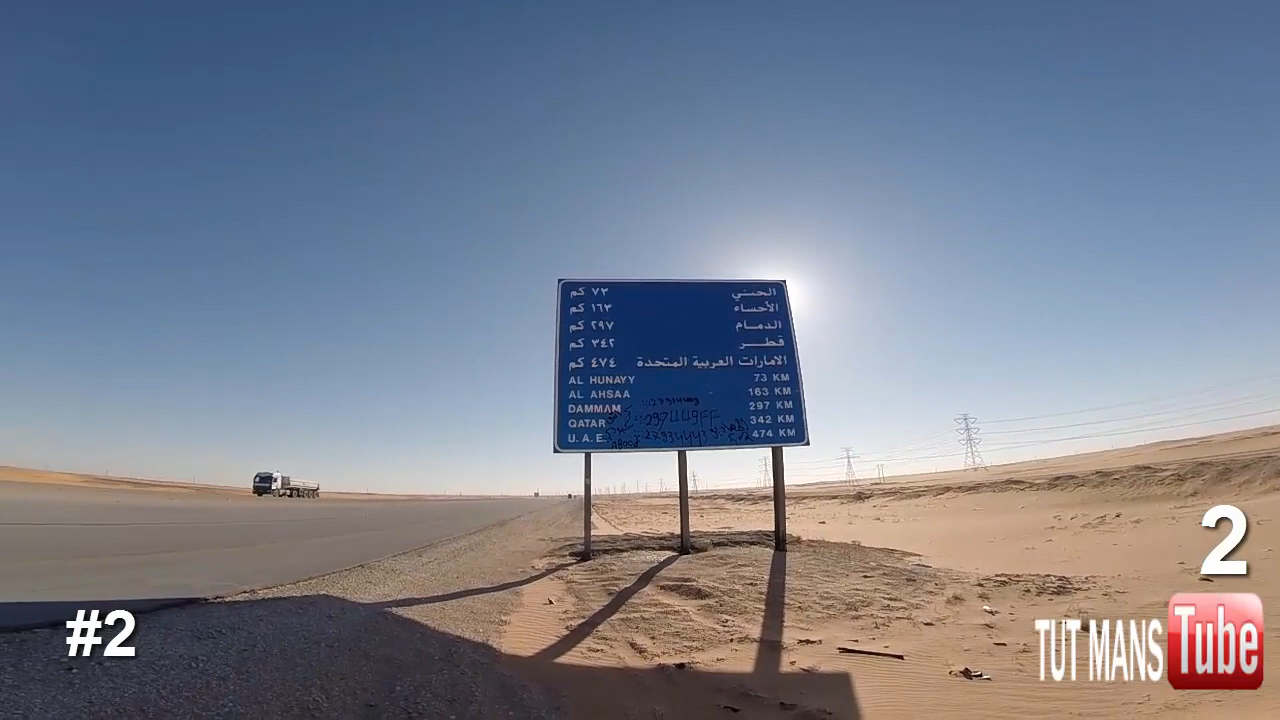 الحني ٧٣ كم
الأحساء ١٦٣ كم
الدمام ٢٩٧ كم
قطر ٣٤٢ كم
الامارات العربية المتحدة ٤٧٤ كم
AL HUNAYY 73 KM
AL AHSAA 163 KM
DAMMAM 297 KM
QATAR 342 KM
U.A.E. 474 KM
2
#2
TUT MANS Tube